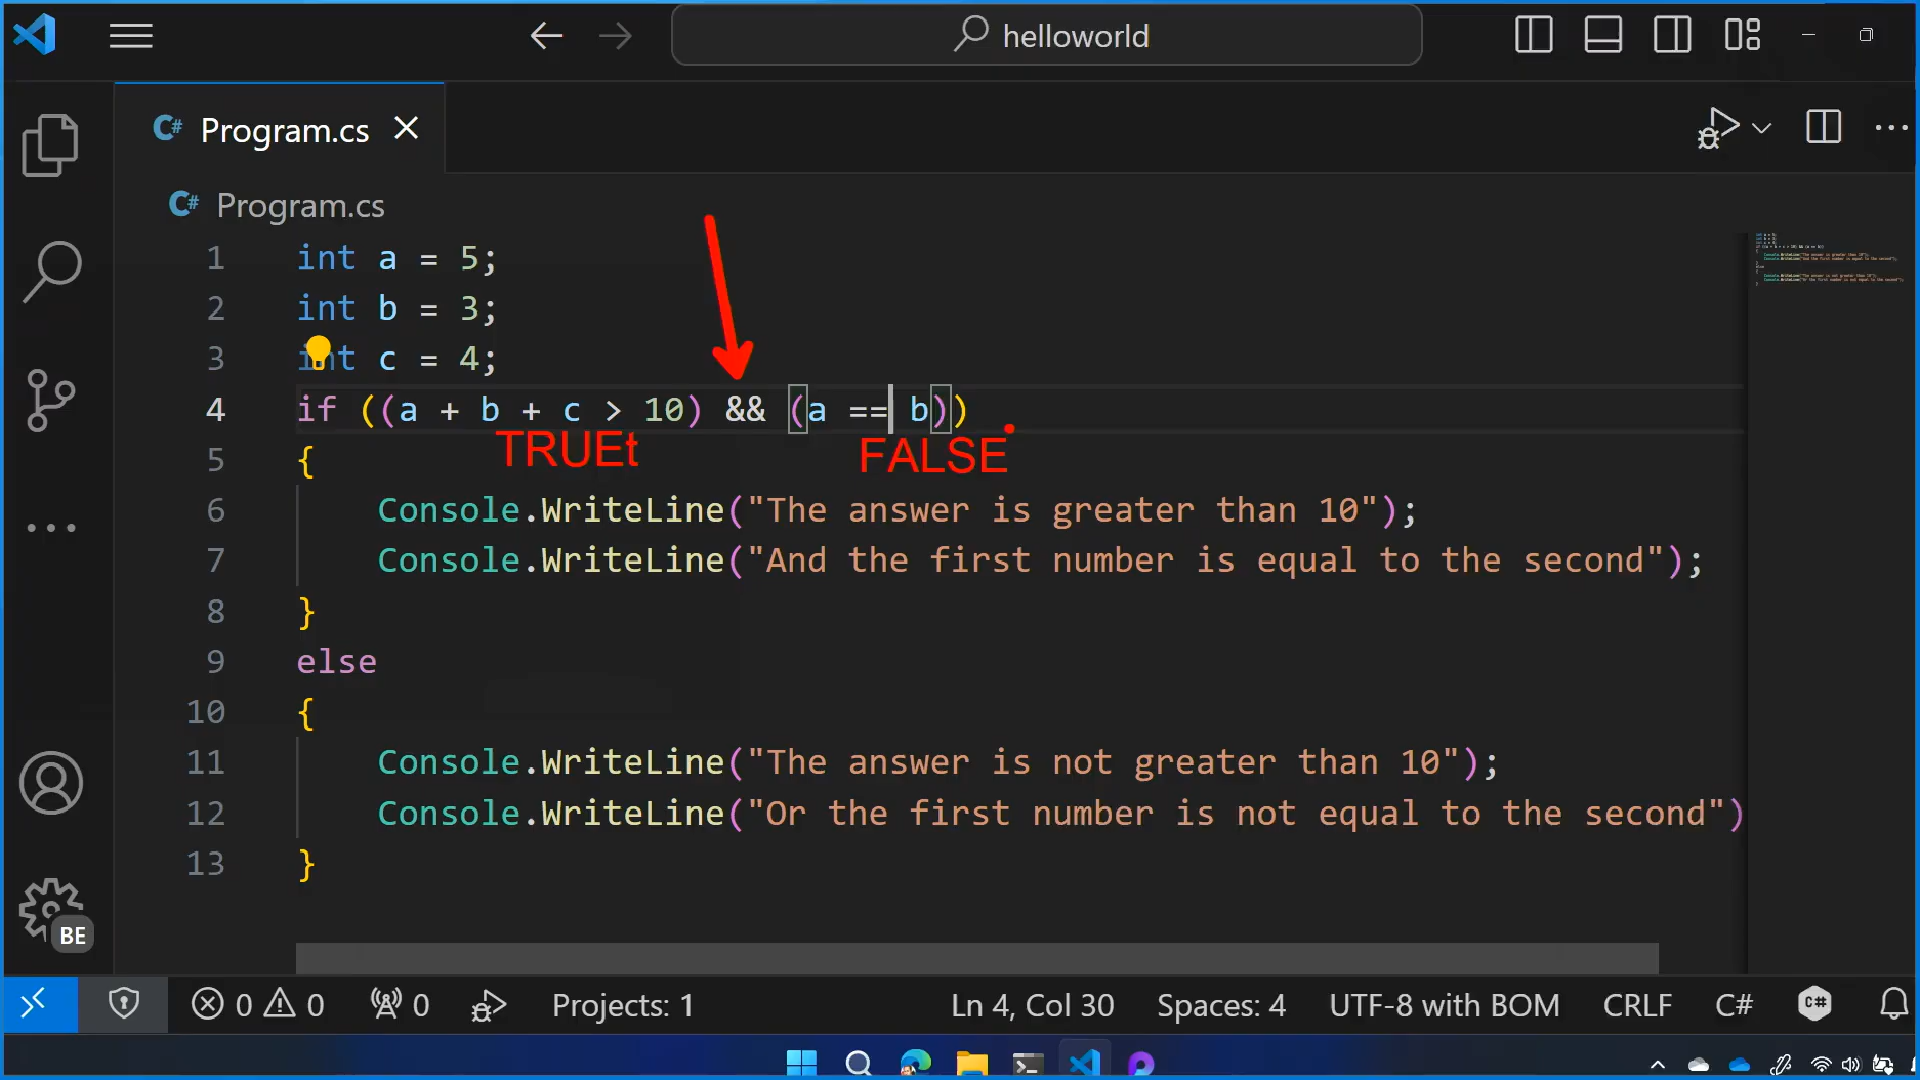 helloworld
C# Program.cs
C# Program.cs
1 int a = 5;
2 int b = 3;
3 int c = 4;
4 if ((a + b + c > 10) && (a == b))
TRUEt FALSE
5 {
6 Console.WriteLine("The answer is greater than 10");
7 Console.WriteLine("And the first number is equal to the second");
8 }
9 else
10 {
11 Console.WriteLine("The answer is not greater than 10");
12 Console.WriteLine("Or the first number is not equal to the second")
13 }
BE
0 0 0 Projects: 1 Ln 4, Col 30 Spaces: 4 UTF-8 with BOM CRLF C# C#